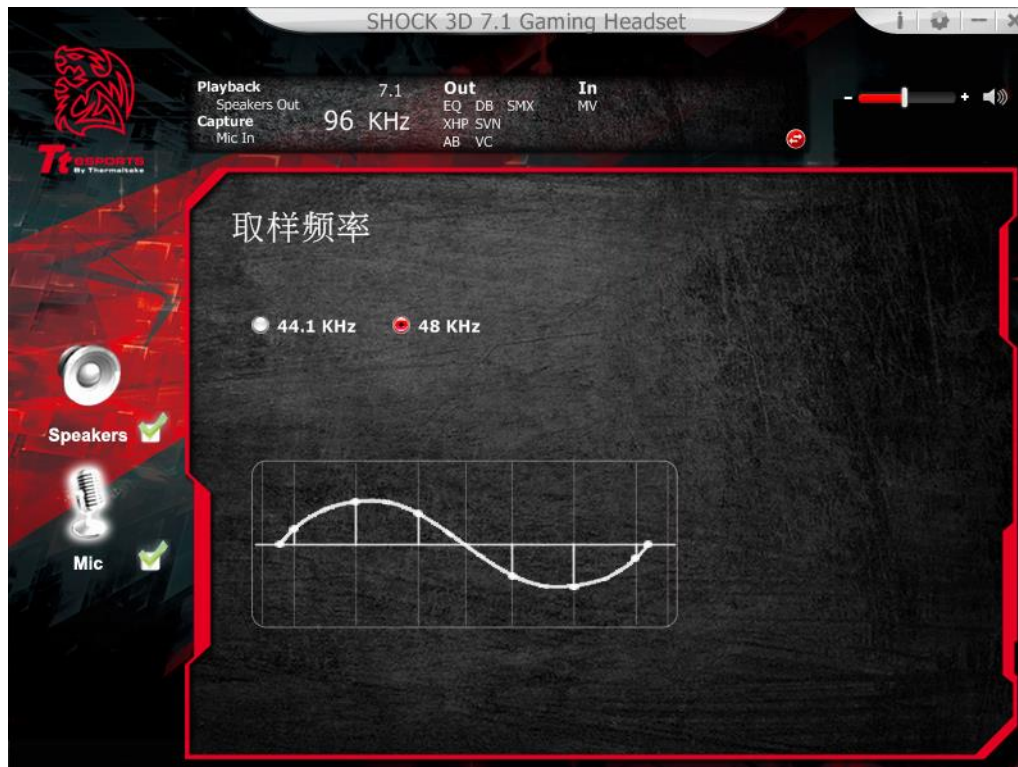 SHOCK 3D 7.1 Gaming Headset
Tt eSPORTS
By Thermaltake
Playback 7.1 Out In
Speakers Out EQ DB SMX MV
Capture 96 KHz XHP SVN
Mic In AB VC
- +
取样频率
44.1 KHz 48 KHz
Speakers
Mic